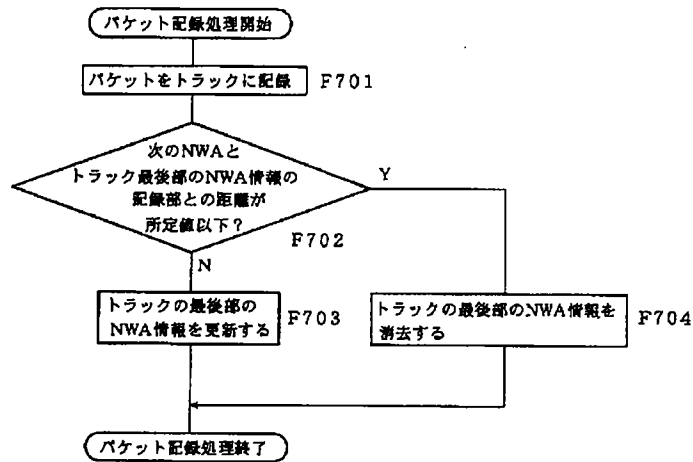 パケット記録処理開始
パケットをトラックに記録
F701
次のNWAと
トラック最後部のNWA情報の
記録部との距離が
所定値以下？
Y
F702
N
トラックの最後部の
NWA情報を更新する
F703
トラックの最後部のNWA情報を
消去する
F704
パケット記録処理終了